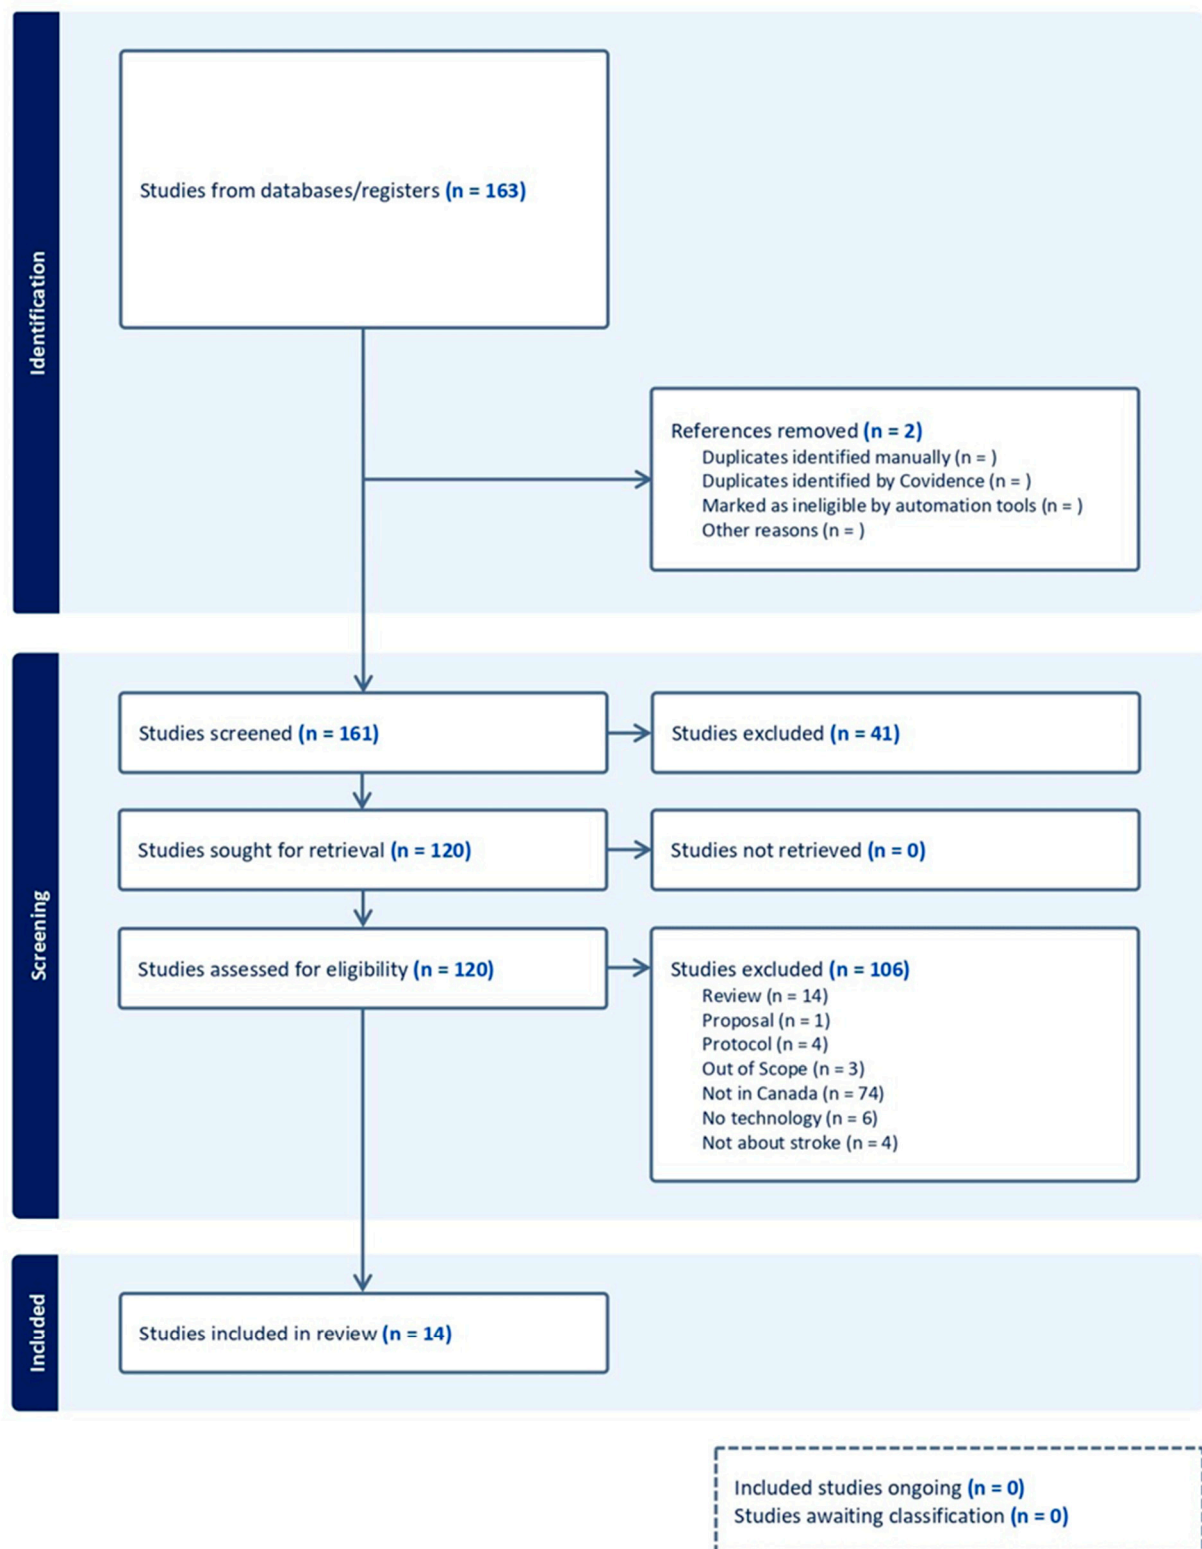 Identification
Studies from databases/registers (n = 163)
References removed (n = 2)
Duplicates identified manually (n = )
Duplicates identified by Covidence (n = )
Marked as ineligible by automation tools (n = )
Other reasons (n = )
Screening
Studies screened (n = 161)
Studies excluded (n = 41)
Studies sought for retrieval (n = 120)
Studies not retrieved (n = 0)
Studies assessed for eligibility (n = 120)
Studies excluded (n = 106)
Review (n = 14)
Proposal (n = 1)
Protocol (n = 4)
Out of Scope (n = 3)
Not in Canada (n = 74)
No technology (n = 6)
Not about stroke (n = 4)
Included
Studies included in review (n = 14)
Included studies ongoing (n = 0)
Studies awaiting classification (n = 0)